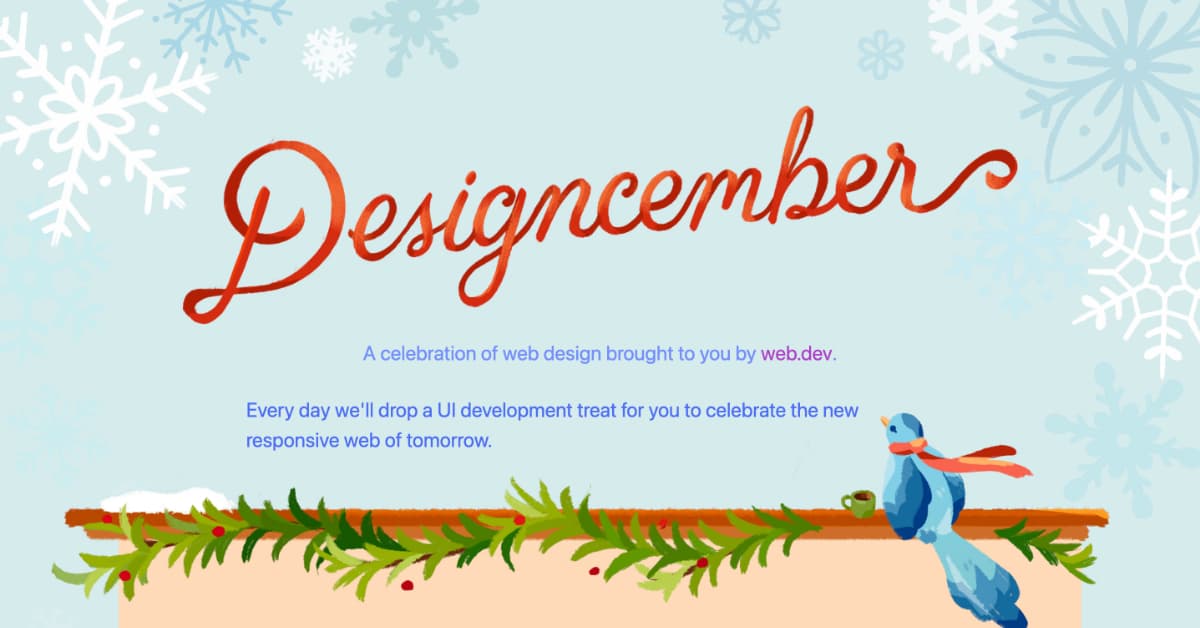 Designcember
A celebration of web design brought to you by web.dev.
Every day we'll drop a UI development treat for you to celebrate the new
responsive web of tomorrow.